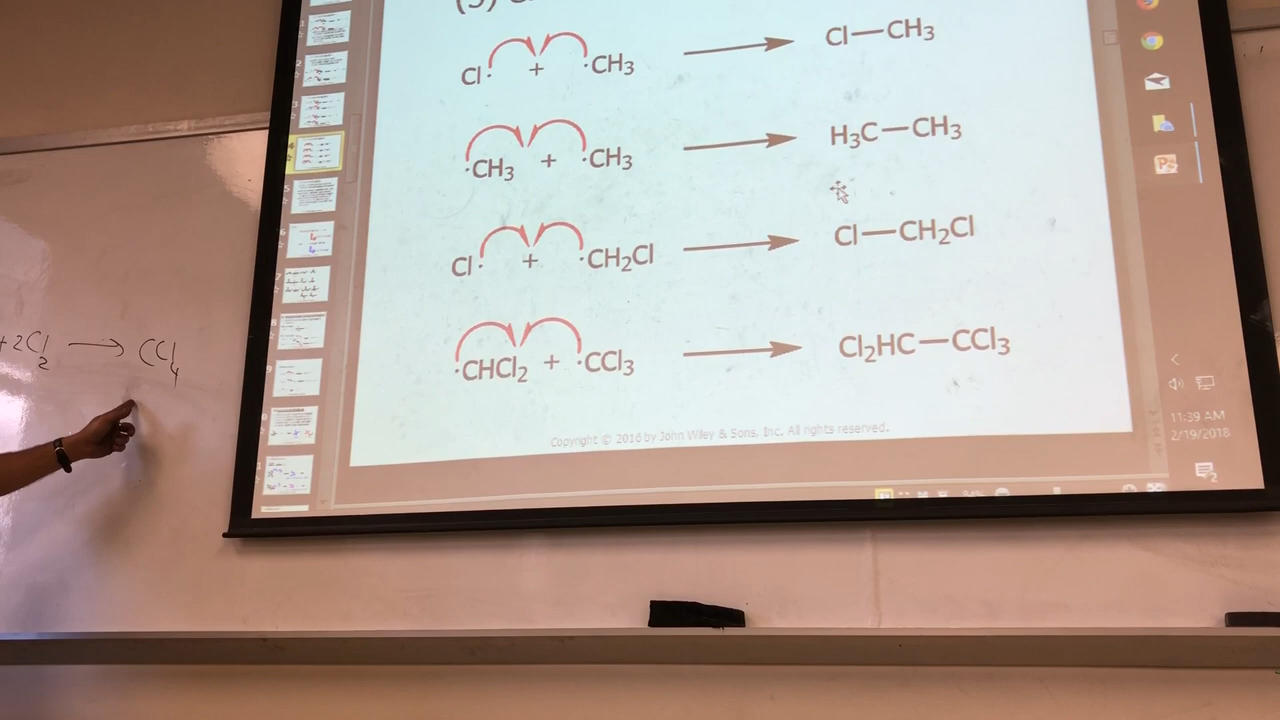 (3)
Cl· + ·CH₃ ⟶ Cl—CH₃
·CH₃ + ·CH₃ ⟶ H₃C—CH₃
Cl· + ·CH₂Cl ⟶ Cl—CH₂Cl
·CHCl₂ + ·CCl₃ ⟶ Cl₂HC—CCl₃
Copyright © 2016 by John Wiley & Sons, Inc. All rights reserved.
+2Cl₂ ⟶ CCl₄
11:39 AM
2/19/2018